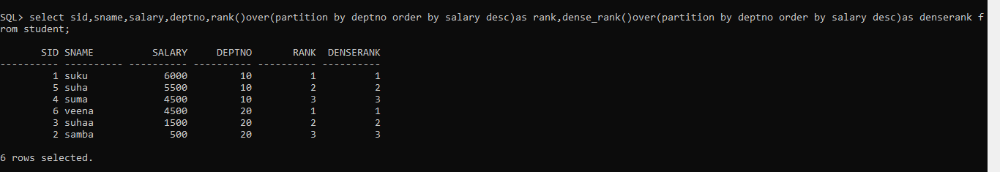 SQL> select sid,sname,salary,deptno,rank()over(partition by deptno order by salary desc)as rank,dense_rank()over(partition by deptno order by salary desc)as denserank f
rom student;
SID SNAME SALARY DEPTNO RANK DENSERANK
---------- ---------- ---------- ---------- ---------- ----------
1 suku 6000 10 1 1
5 suha 5500 10 2 2
4 suma 4500 10 3 3
6 veena 4500 20 1 1
3 suhaa 1500 20 2 2
2 samba 500 20 3 3
6 rows selected.